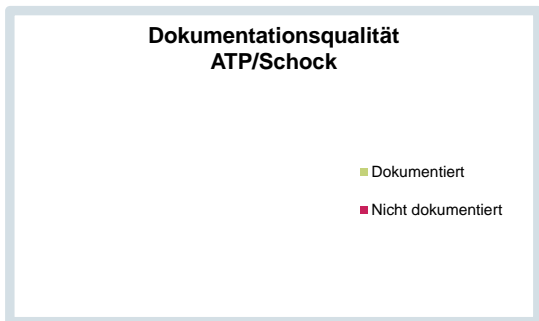 Dokumentationsqualität
ATP/Schock
Dokumentiert
Nicht dokumentiert